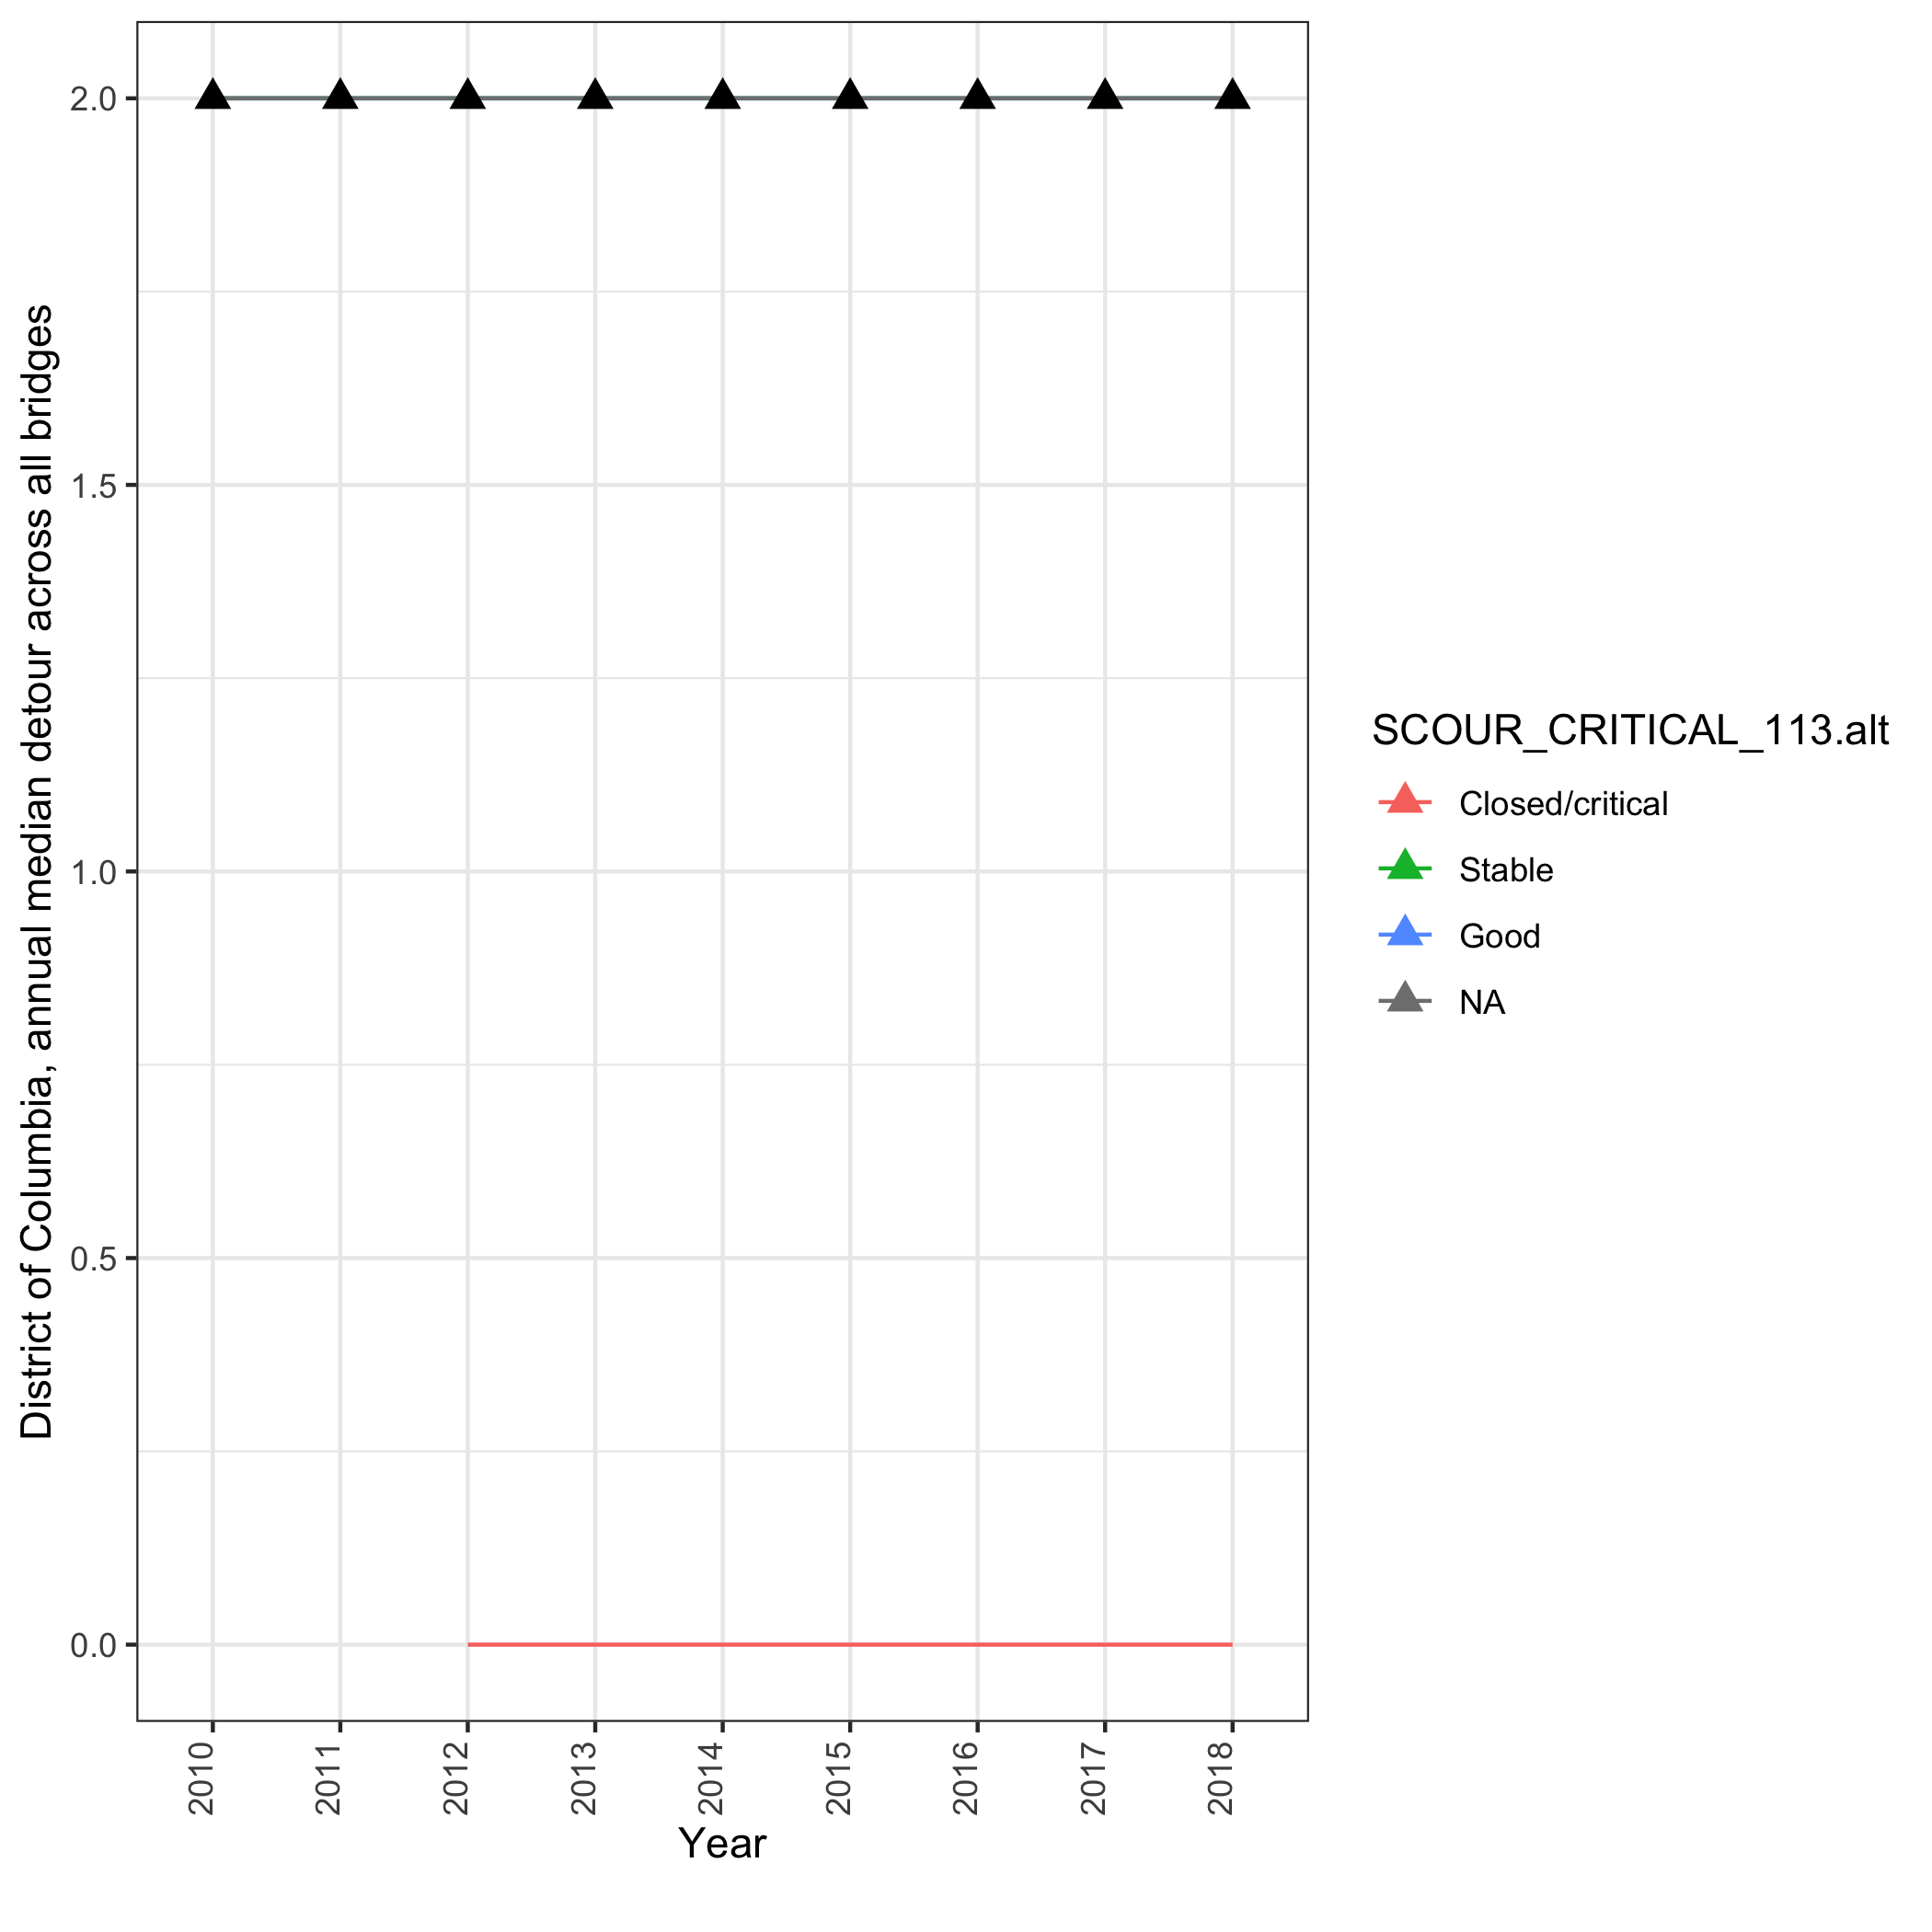 District of Columbia, annual median detour across all bridges
2.0
1.5
1.0
0.5
0.0
2010
2011
2012
2013
2014
2015
2016
2017
2018
Year
SCOUR_CRITICAL_113.alt
Closed/critical
Stable
Good
NA